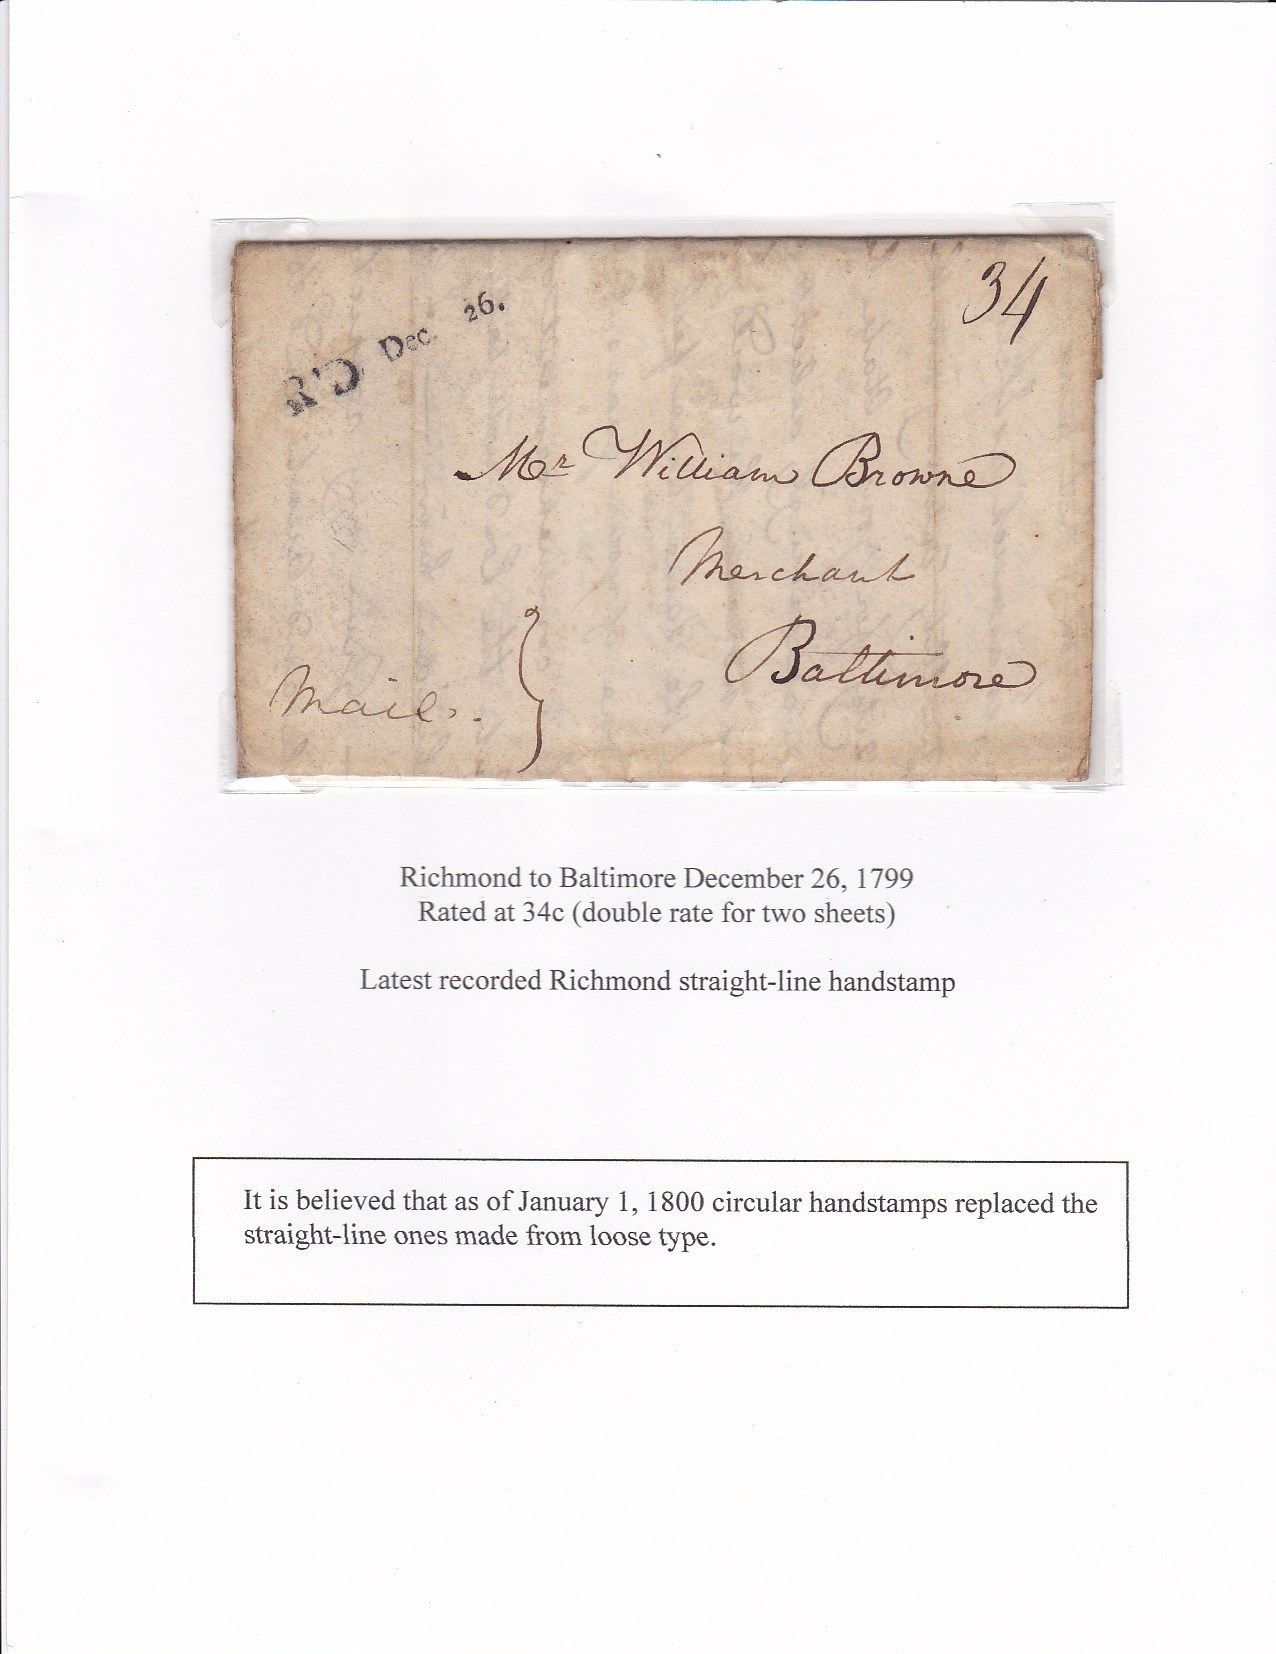 R'D Dec. 26.
34
Mr William Browne
Merchant
Baltimore
Mail.
Richmond to Baltimore December 26, 1799
Rated at 34c (double rate for two sheets)
Latest recorded Richmond straight-line handstamp
It is believed that as of January 1, 1800 circular handstamps replaced the
straight-line ones made from loose type.